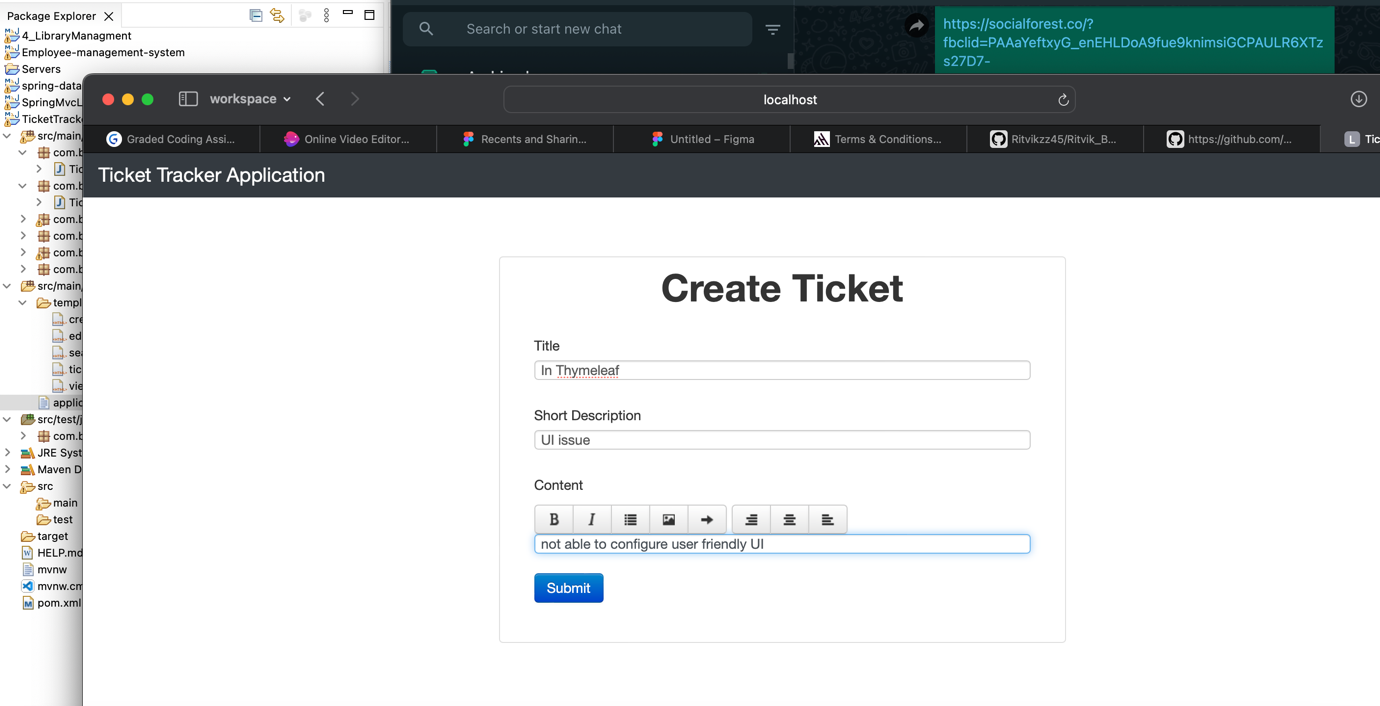 Package Explorer
4_LibraryManagment
Employee-management-system
Servers
spring-data
SpringMvcL
TicketTrack
src/main,
com.b
Tic
com.b
Tic
com.b
com.b
com.b
com.b
src/main,
templ
cre
ed
sea
tic
vie
applic
src/test/j
com.b
JRE Syst
Maven D
src
main
test
target
HELP.md
mvnw
mvnw.cm
pom.xml
Search or start new chat
https://socialforest.co/?
fbclid=PAAaYeftxyG_enEHLDoA9fue9knimsiGCPAULR6XTz
s27D7-
workspace
localhost
Graded Coding Assi...
Online Video Editor...
Recents and Sharin...
Untitled – Figma
Terms & Conditions...
Ritvikzz45/Ritvik_B...
https://github.com/...
L Tic
Ticket Tracker Application
Create Ticket
Title
In Thymeleaf
Short Description
UI issue
Content
B I
not able to configure user friendly UI
Submit